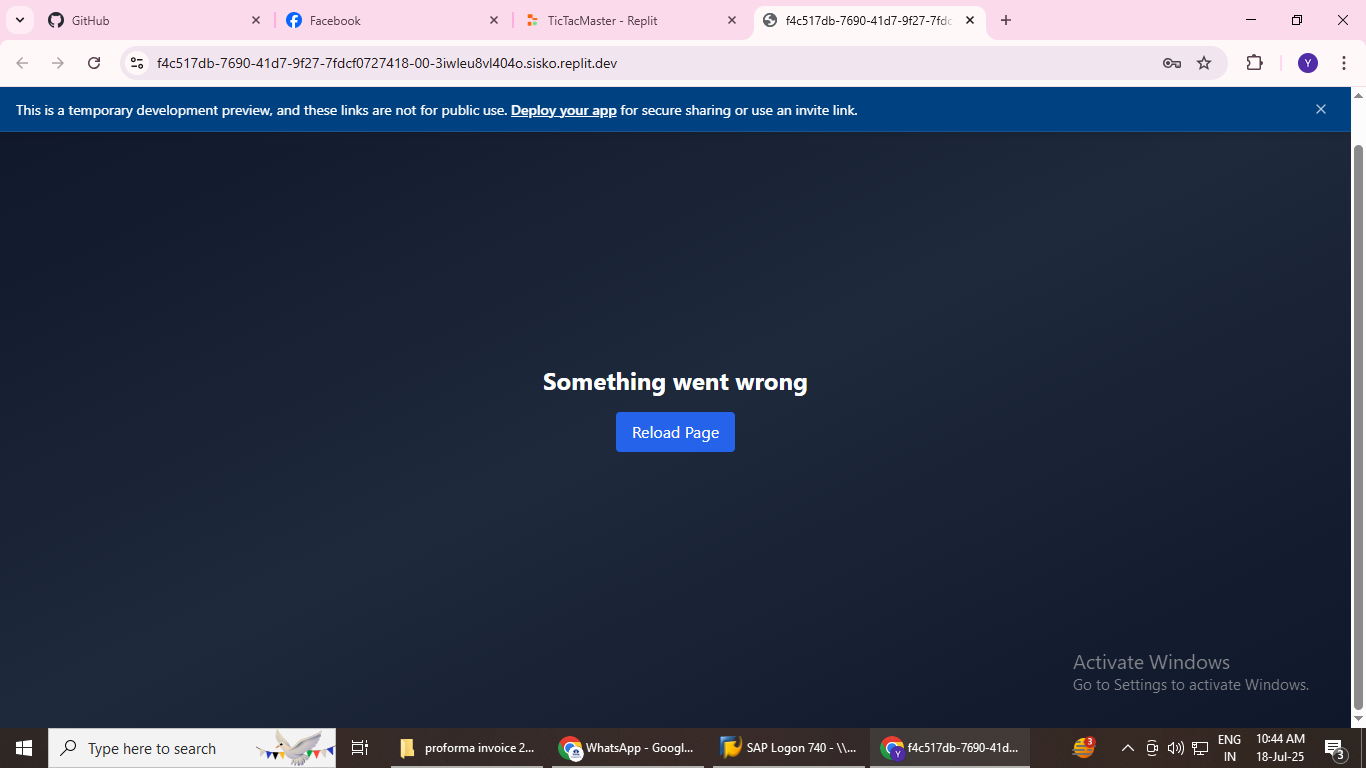 GitHub
Facebook
TicTacMaster - Replit
f4c517db-7690-41d7-9f27-7fdc
f4c517db-7690-41d7-9f27-7fdcf0727418-00-3iwleu8vl404o.sisko.replit.dev
Y
This is a temporary development preview, and these links are not for public use. Deploy your app for secure sharing or use an invite link.
Something went wrong
Reload Page
Activate Windows
Go to Settings to activate Windows.
Type here to search
proforma invoice 2...
WhatsApp - Googl...
SAP Logon 740 - \\...
Y
f4c517db-7690-41d...
3
ENG
IN
10:44 AM
18-Jul-25
3